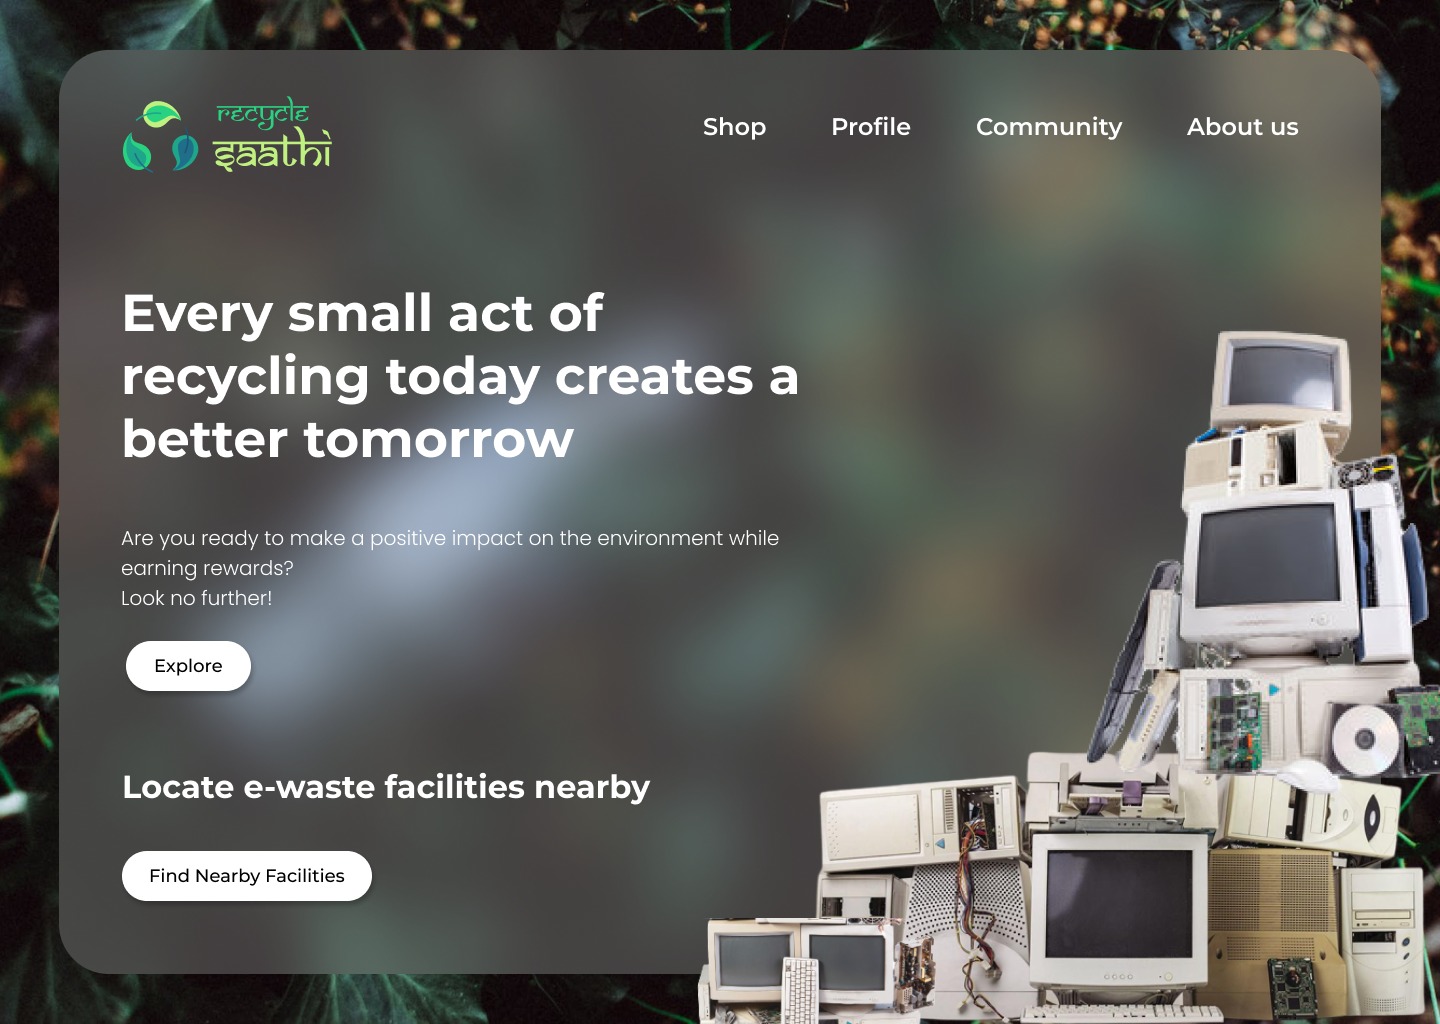 recycle
saathi
Shop Profile Community About us
Every small act of
recycling today creates a
better tomorrow
Are you ready to make a positive impact on the environment while
earning rewards?
Look no further!
Explore
Locate e-waste facilities nearby
Find Nearby Facilities